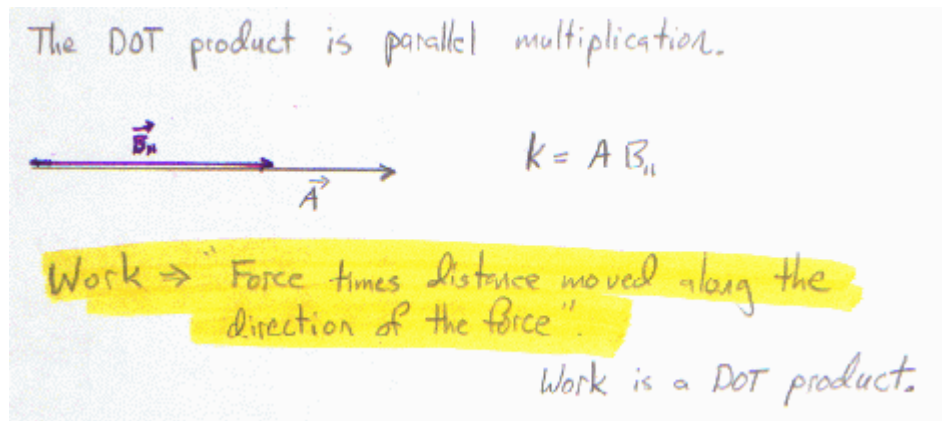 The DOT product is parallel multiplication.
B⃗∥
A⃗
k = A B∥
Work ⇒ "Force times distance moved along the
direction of the force".
Work is a DOT product.